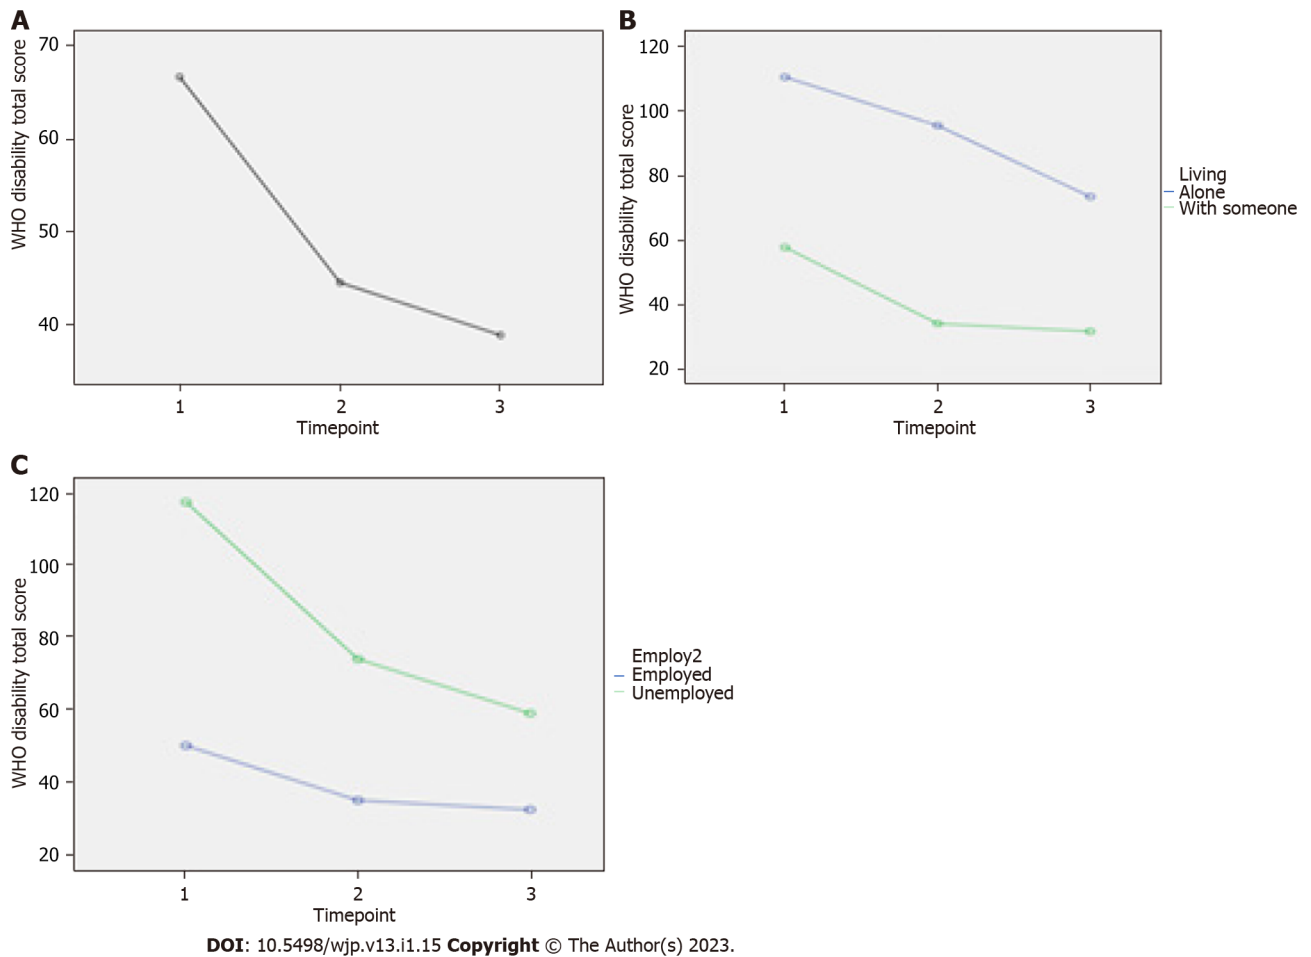 A
WHO disability total score
70
60
50
40
1 2 3
Timepoint
B
WHO disability total score
120
100
80
60
40
20
1 2 3
Timepoint
Living
Alone
With someone
C
WHO disability total score
120
100
80
60
40
20
1 2 3
Timepoint
Employ2
Employed
Unemployed
DOI: 10.5498/wjp.v13.i1.15 Copyright © The Author(s) 2023.